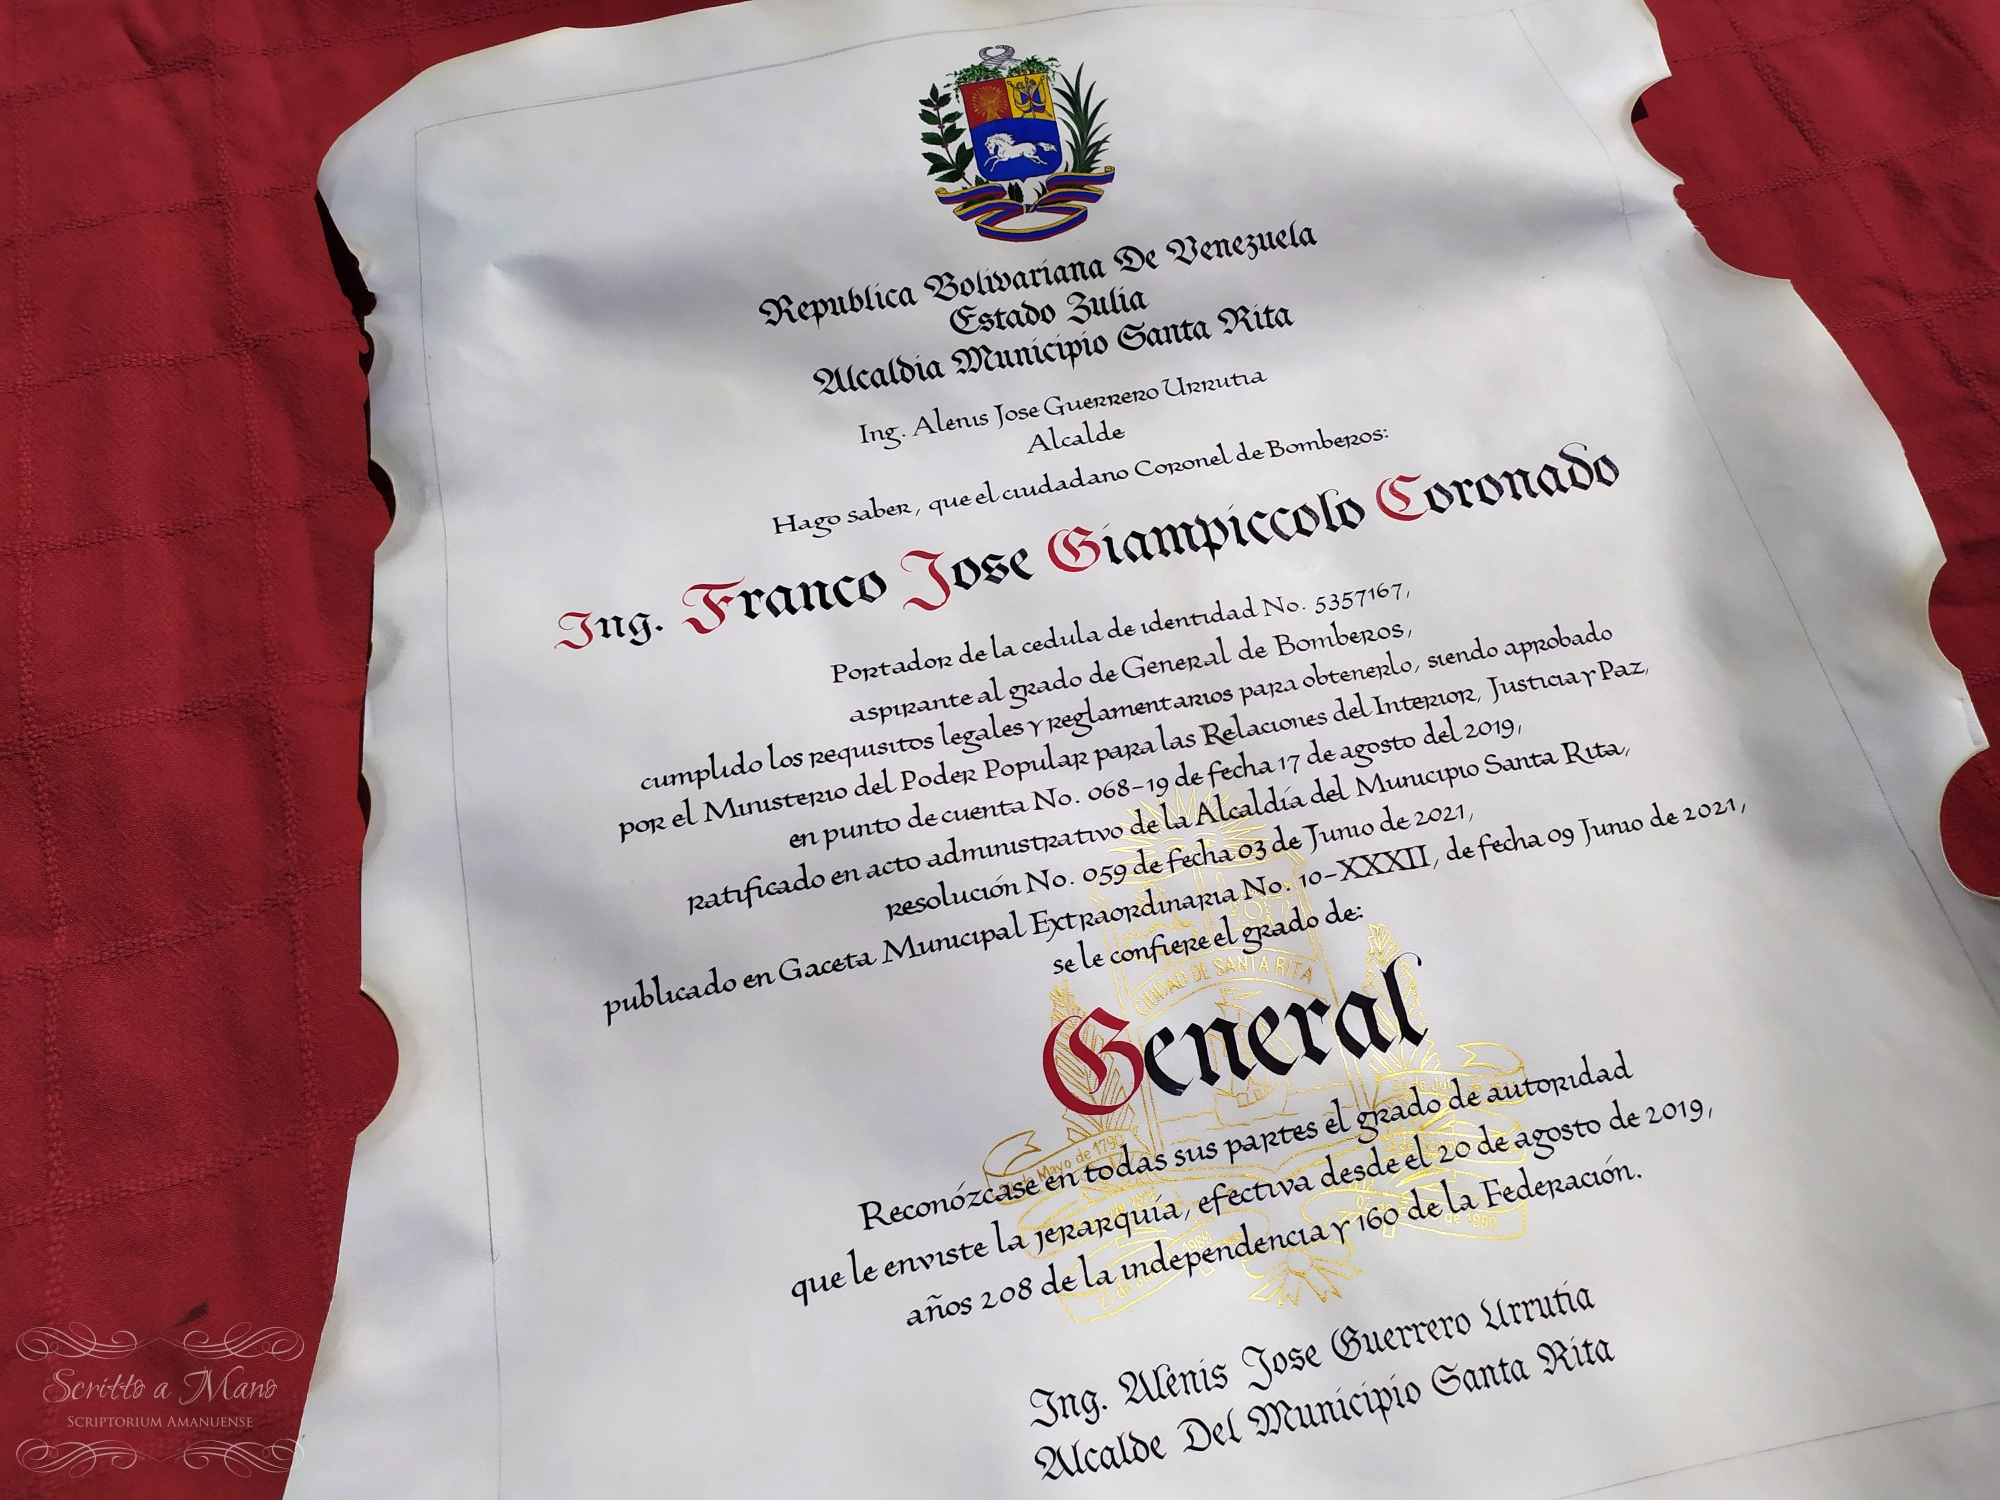 Republica Bolivariana De Venezuela
Estado Zulia
Alcaldia Municipio Santa Rita
Ing. Alenis Jose Guerrero Urrutia
Alcalde
Hago saber, que el ciudadano Coronel de Bomberos:
Ing. Franco Jose Giampiccolo Coronado
Portador de la cedula de identidad No. 5357167,
aspirante al grado de General de Bomberos,
cumplido los requisitos legales y reglamentarios para obtenerlo, siendo aprobado
por el Ministerio del Poder Popular para las Relaciones del Interior, Justicia y Paz,
en punto de cuenta No. 068-19 de fecha 17 de agosto del 2019,
ratificado en acto administrativo de la Alcaldía del Municipio Santa Rita,
resolución No. 059 de fecha 03 de Junio de 2021,
publicado en Gaceta Municipal Extraordinaria No. 10-XXXII, de fecha 09 Junio de 2021,
se le confiere el grado de:
CIUDAD DE SANTA RITA
General
Reconózcase en todas sus partes el grado de autoridad
que le enviste la jerarquía, efectiva desde el 20 de agosto de 2019,
años 208 de la independencia y 160 de la Federación.
de Mayo de 1790
de 1990
Ing. Alénis Jose Guerrero Urrutia
Alcalde Del Municipio Santa Rita
Scritto a Mano
SCRIPTORIUM AMANUENSE